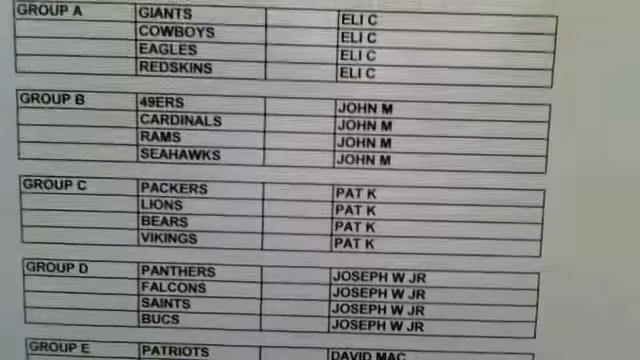 GROUP A GIANTS ELI C
COWBOYS ELI C
EAGLES ELI C
REDSKINS ELI C
GROUP B 49ERS JOHN M
CARDINALS JOHN M
RAMS JOHN M
SEAHAWKS JOHN M
GROUP C PACKERS PAT K
LIONS PAT K
BEARS PAT K
VIKINGS PAT K
GROUP D PANTHERS JOSEPH W JR
FALCONS JOSEPH W JR
SAINTS JOSEPH W JR
BUCS JOSEPH W JR
GROUP E PATRIOTS DAVID MAC